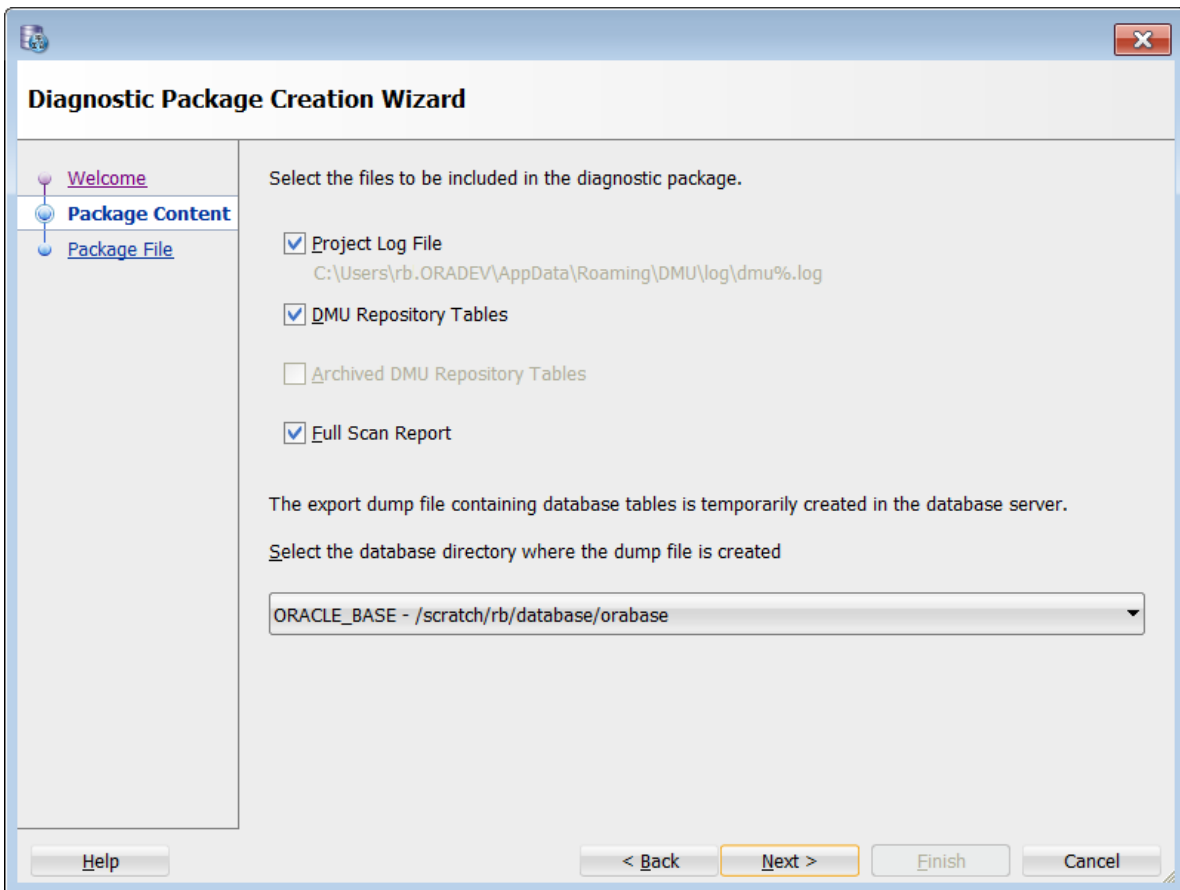 Diagnostic Package Creation Wizard
Welcome
Package Content
Package File
Select the files to be included in the diagnostic package.
Project Log File
C:\Users\rb.ORADEV\AppData\Roaming\DMU\log\dmu%.log
DMU Repository Tables
Archived DMU Repository Tables
Full Scan Report
The export dump file containing database tables is temporarily created in the database server.
Select the database directory where the dump file is created
ORACLE_BASE - /scratch/rb/database/orabase
Help
< Back
Next >
Finish
Cancel